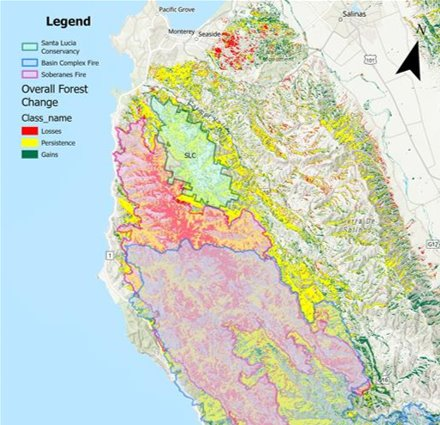 Legend
Santa Lucia
Conservancy
Basin Complex Fire
Soberanes Fire
Overall Forest
Change
Class_name
Losses
Persistence
Gains
Pacific Grove
Monterey
Seaside
Salinas
101
N
SLC
1
G17